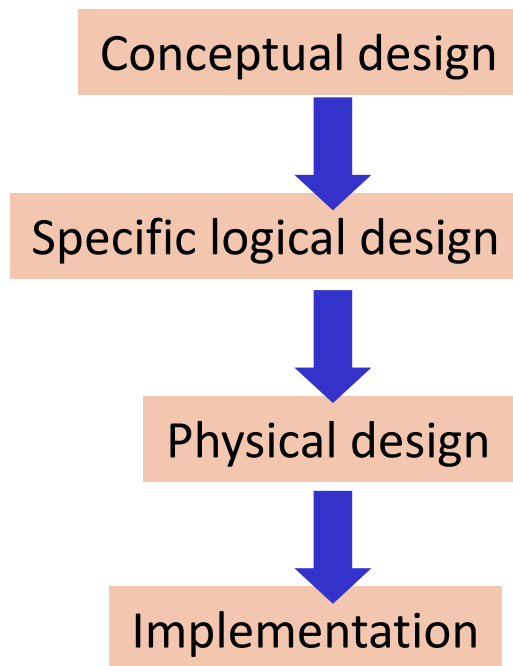 Conceptual design
Specific logical design
Physical design
Implementation